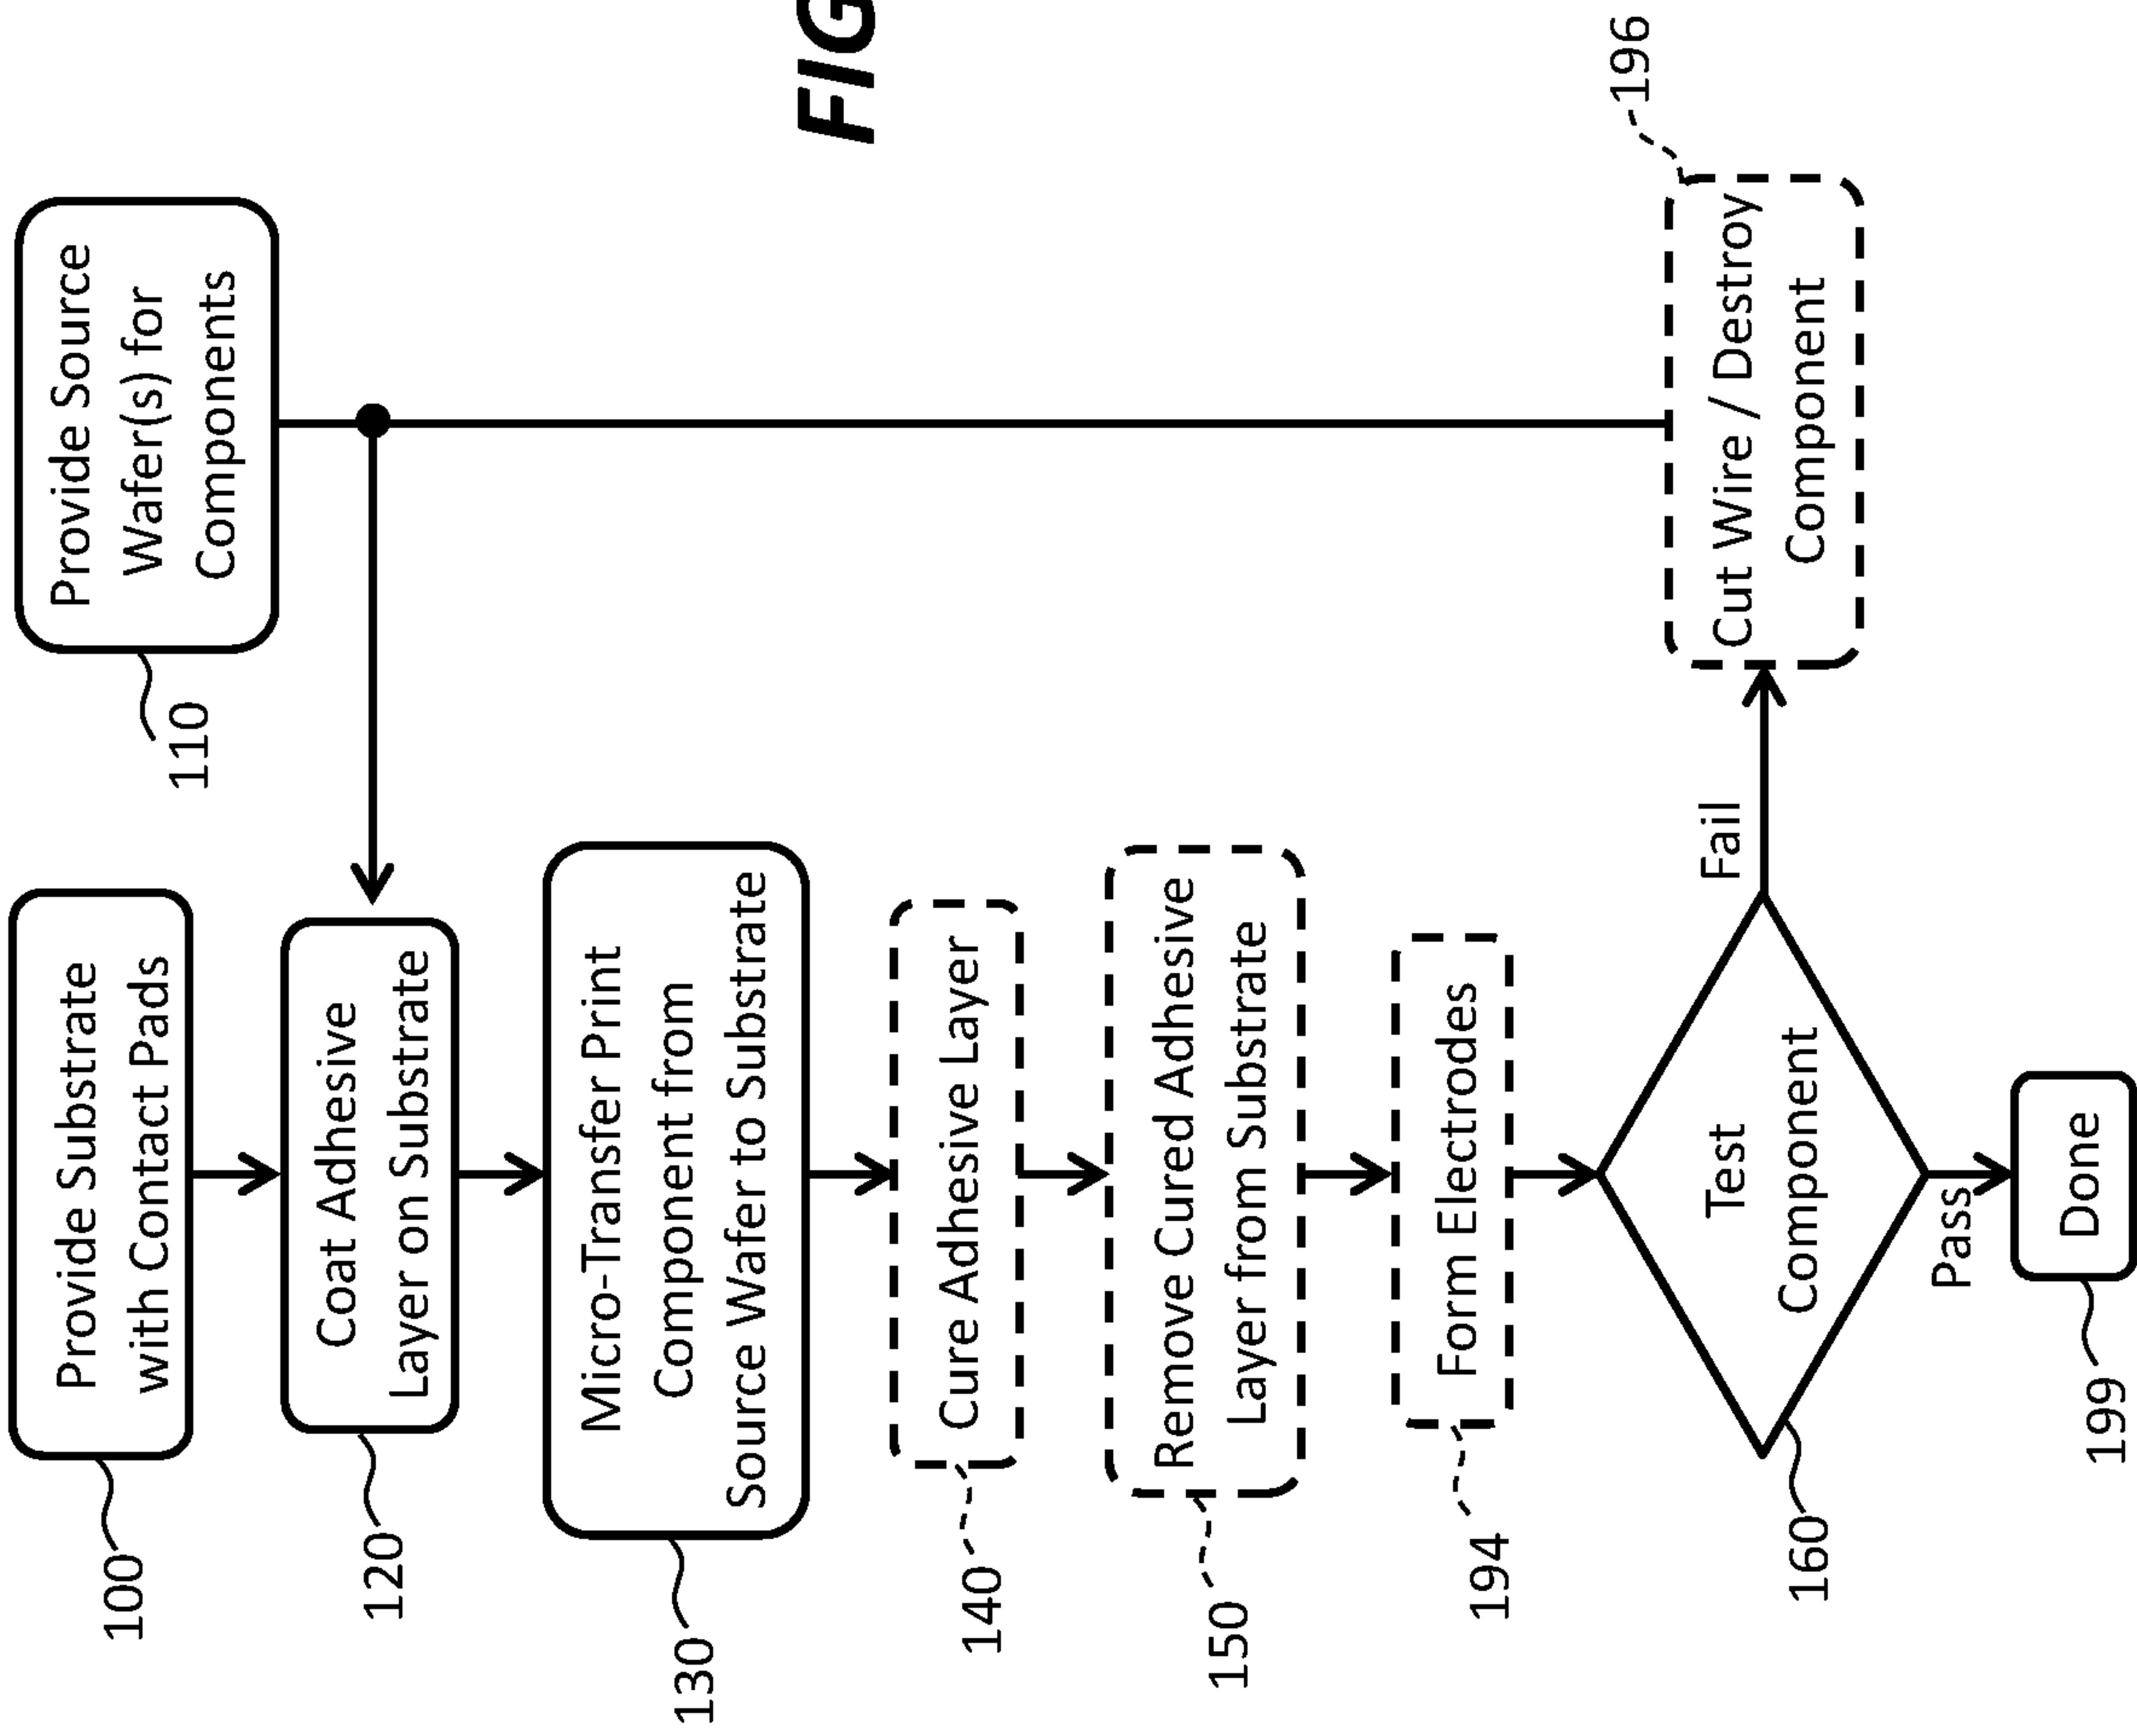 110
Provide Source
Wafer(s) for
Components
100
Provide Substrate
with Contact Pads
120
Coat Adhesive
Layer on Substrate
130
Micro-Transfer Print
Component from
Source Wafer to Substrate
140
Cure Adhesive Layer
150
Remove Cured Adhesive
Layer from Substrate
194
Form Electrodes
160
Test
Component
Fail
196
Cut Wire / Destroy
Component
Pass
199
Done
FIG